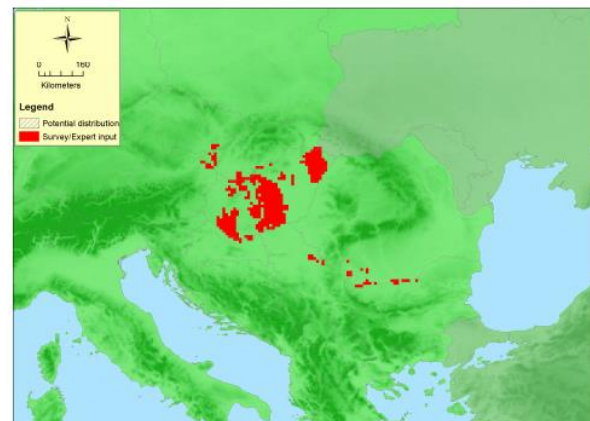 N
0 160
Kilometers
Legend
Potential distribution
Survey/Expert input